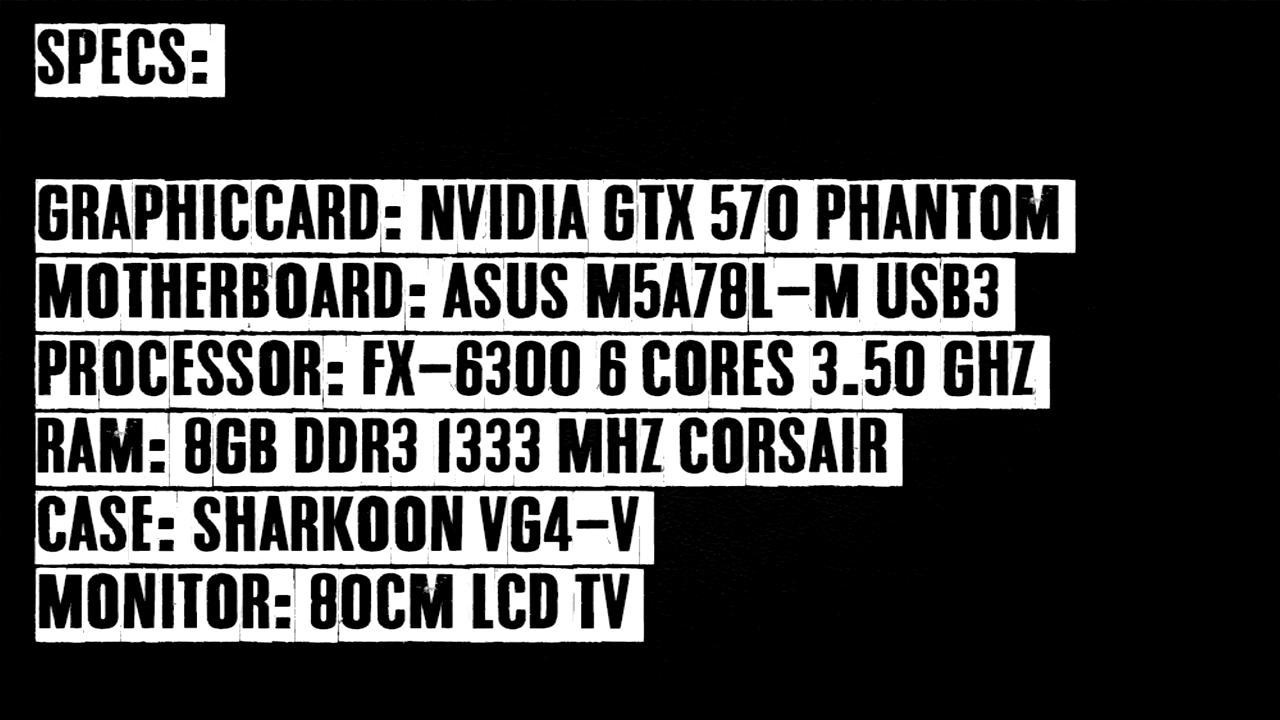 SPECS:
GRAPHICCARD: NVIDIA GTX 570 PHANTOM
MOTHERBOARD: ASUS M5A78L-M USB3
PROCESSOR: FX-6300 6 CORES 3.50 GHZ
RAM: 8GB DDR3 1333 MHZ CORSAIR
CASE: SHARKOON VG4-V
MONITOR: 80CM LCD TV